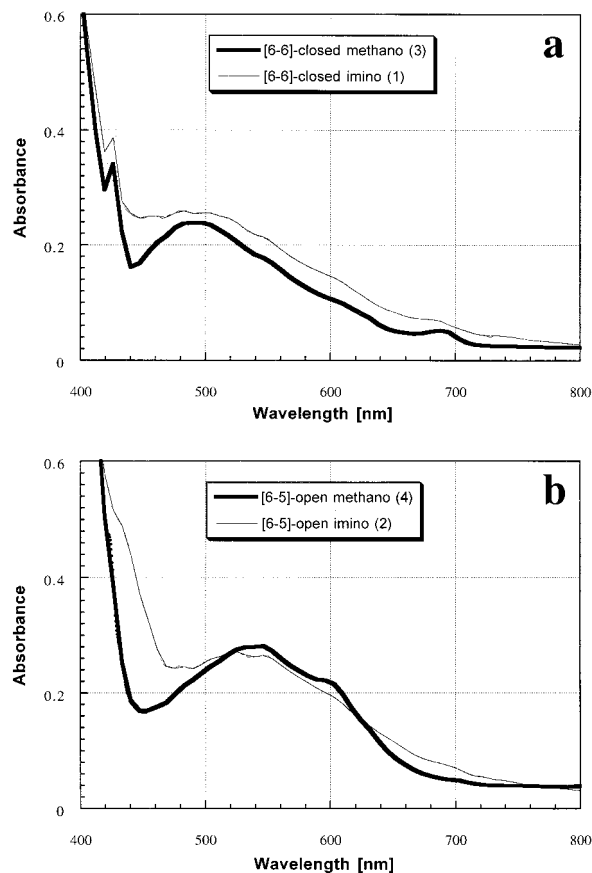 a
[6-6]-closed methano (3)
[6-6]-closed imino (1)
0.6
0.4
0.2
0
Absorbance
400 500 600 700 800
Wavelength [nm]
b
[6-5]-open methano (4)
[6-5]-open imino (2)
0.6
0.4
0.2
0
Absorbance
400 500 600 700 800
Wavelength [nm]